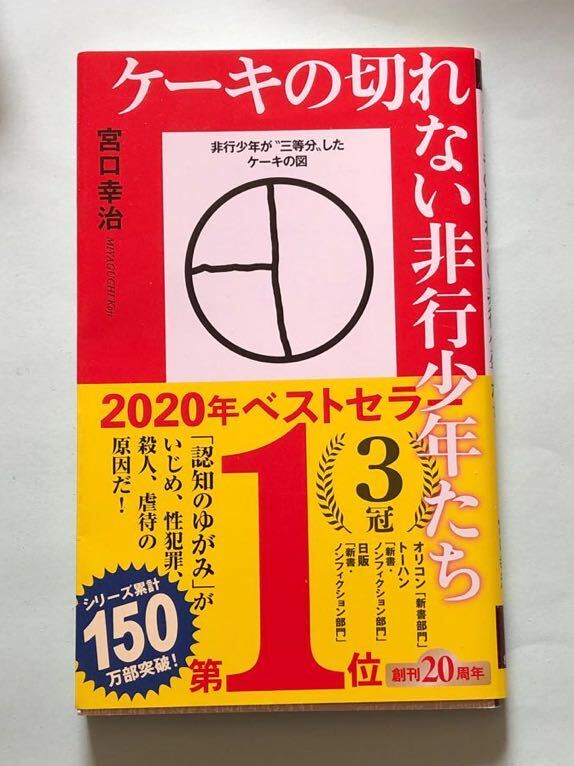 ケーキの切れ
ない非行少年たち
宮口幸治
MIYAGUCHI Koji
非行少年が〝三等分〟した
ケーキの図
2020年ベストセラー
第1位
3冠
オリコン「新書部門」
トーハン
「新書・
ノンフィクション部門」
日販
「新書・
ノンフィクション部門」
「認知のゆがみ」が
いじめ、性犯罪、
殺人、虐待の
原因だ!
シリーズ累計
150
万部突破!
創刊20周年